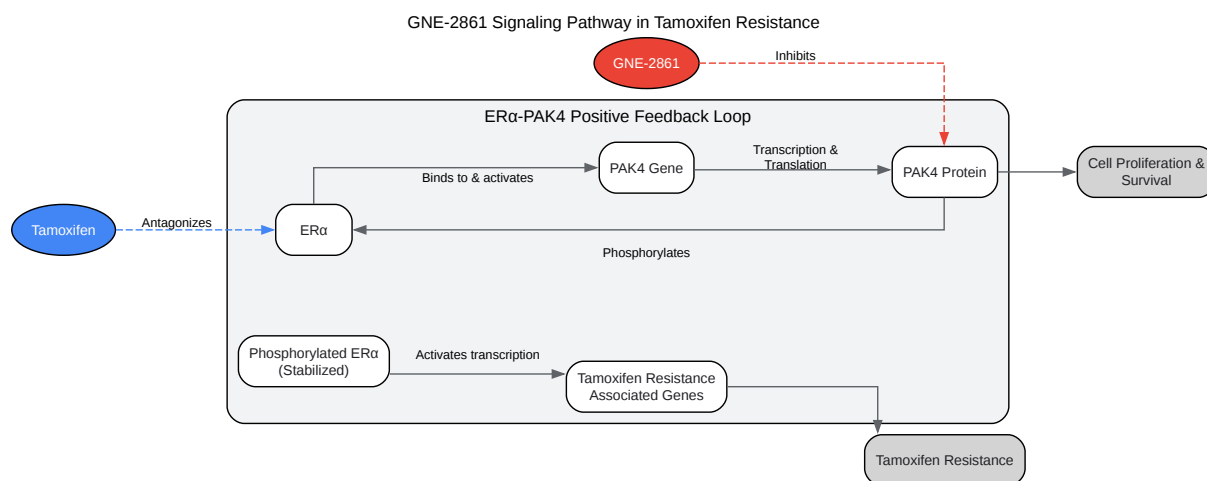 GNE-2861 Signaling Pathway in Tamoxifen Resistance
GNE-2861
Inhibits
ERα-PAK4 Positive Feedback Loop
PAK4 Gene
Transcription &
Translation
PAK4 Protein
Cell Proliferation &
Survival
Binds to & activates
Tamoxifen
Antagonizes
ERα
Phosphorylates
Phosphorylated ERα
(Stabilized)
Activates transcription
Tamoxifen Resistance
Associated Genes
Tamoxifen Resistance